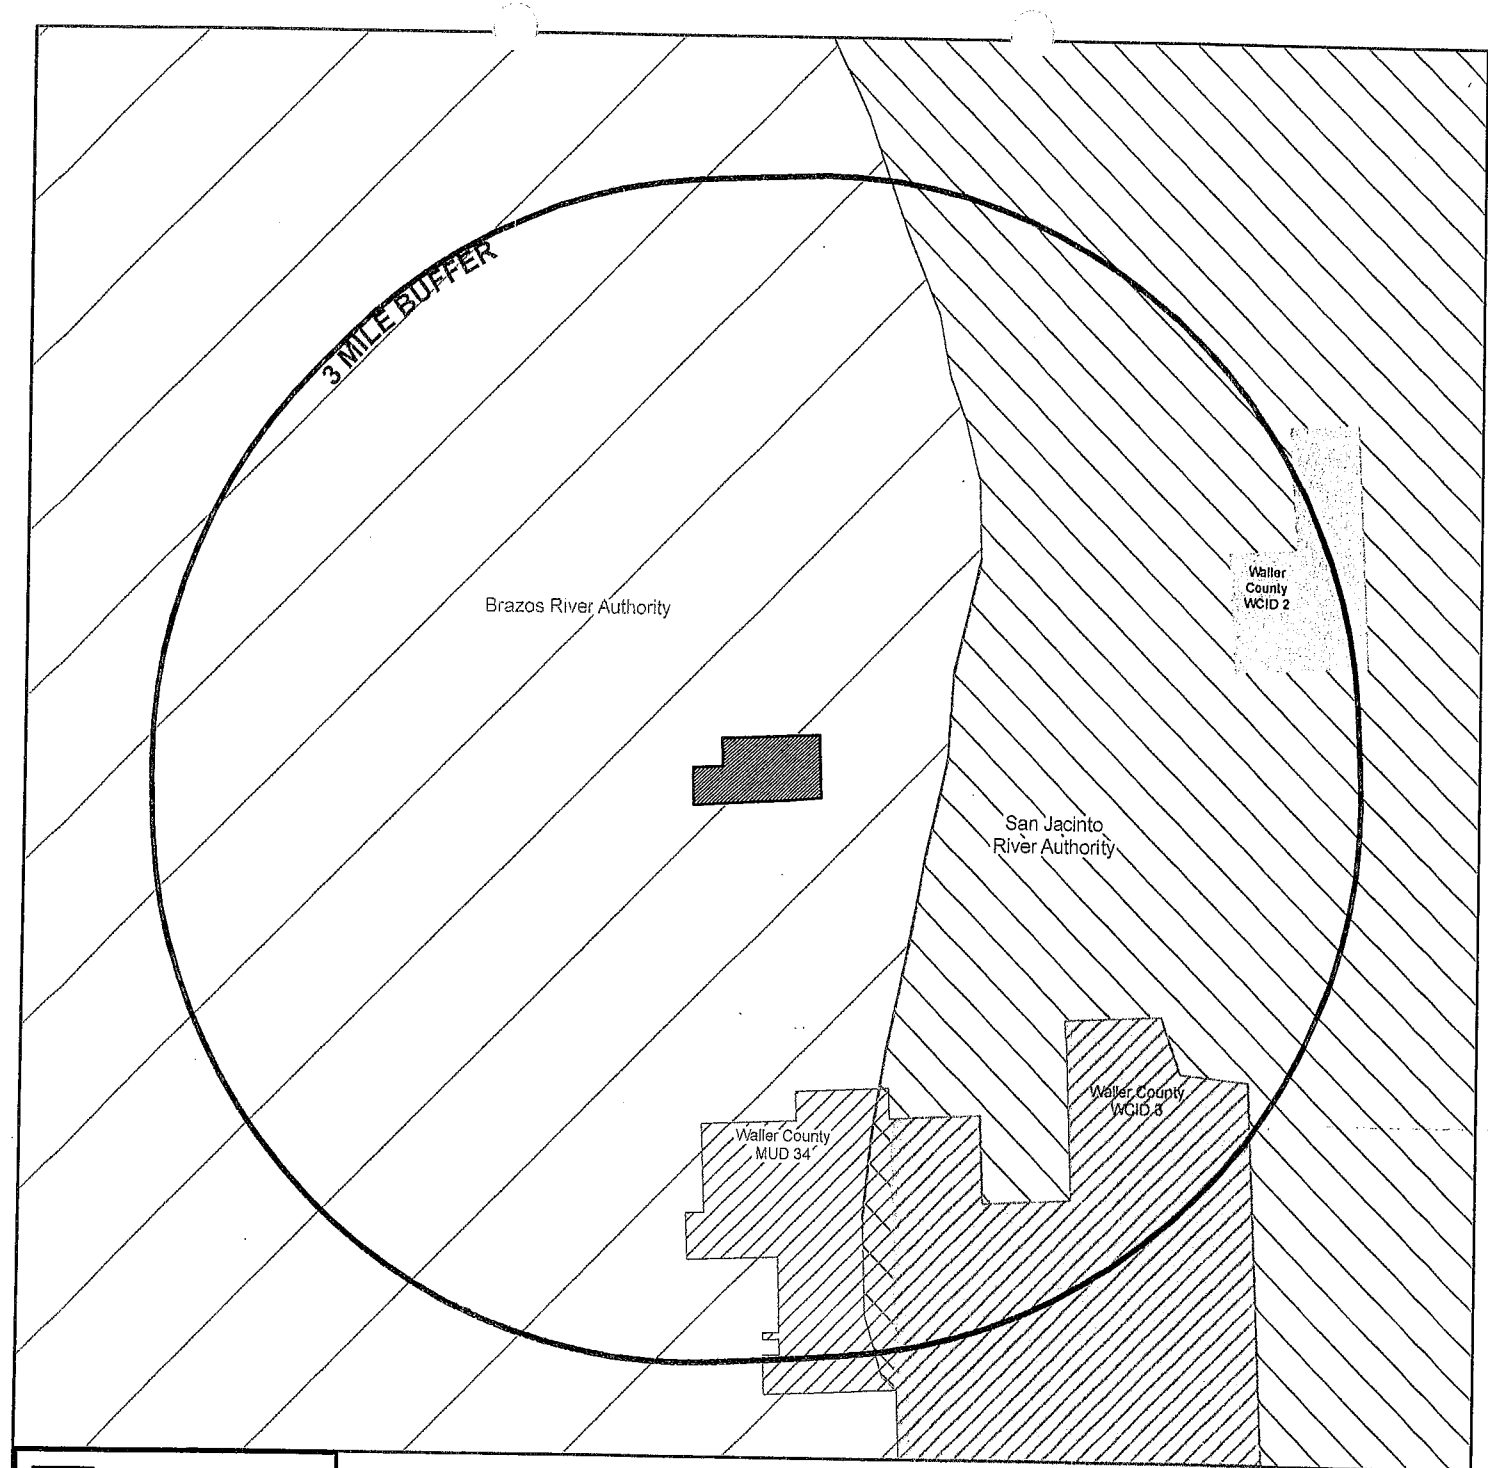 3 MILE BUFFER
Waller
County
WCID 2
Brazos River Authority
San Jacinto
River Authority
Waller County
WCID 3
Waller County
MUD 34